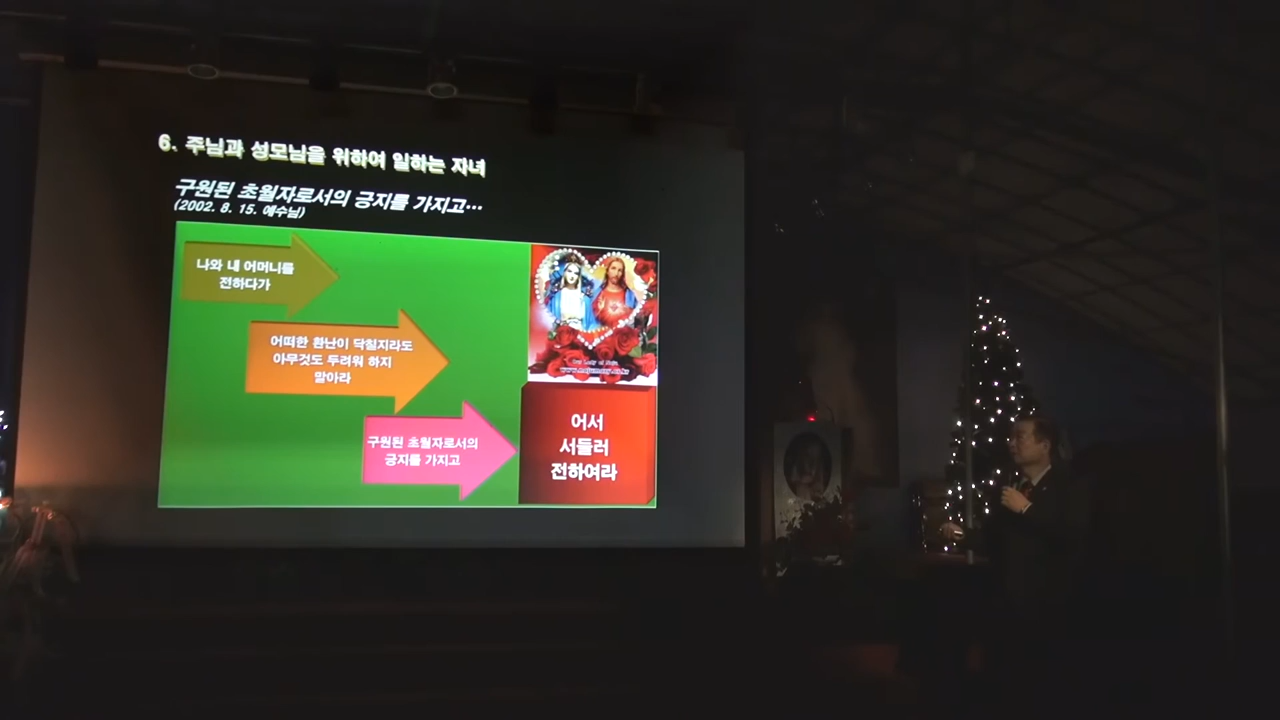 6. 주님과 성모님을 위하여 일하는 자녀
구원된 초월자로서의 긍지를 가지고…
(2002. 8. 15. 예수님)
나와 내 어머니를
전하다가
어떠한 환난이 닥칠지라도
아무것도 두려워 하지
말아라
구원된 초월자로서의
긍지를 가지고
어서
서둘러
전하여라